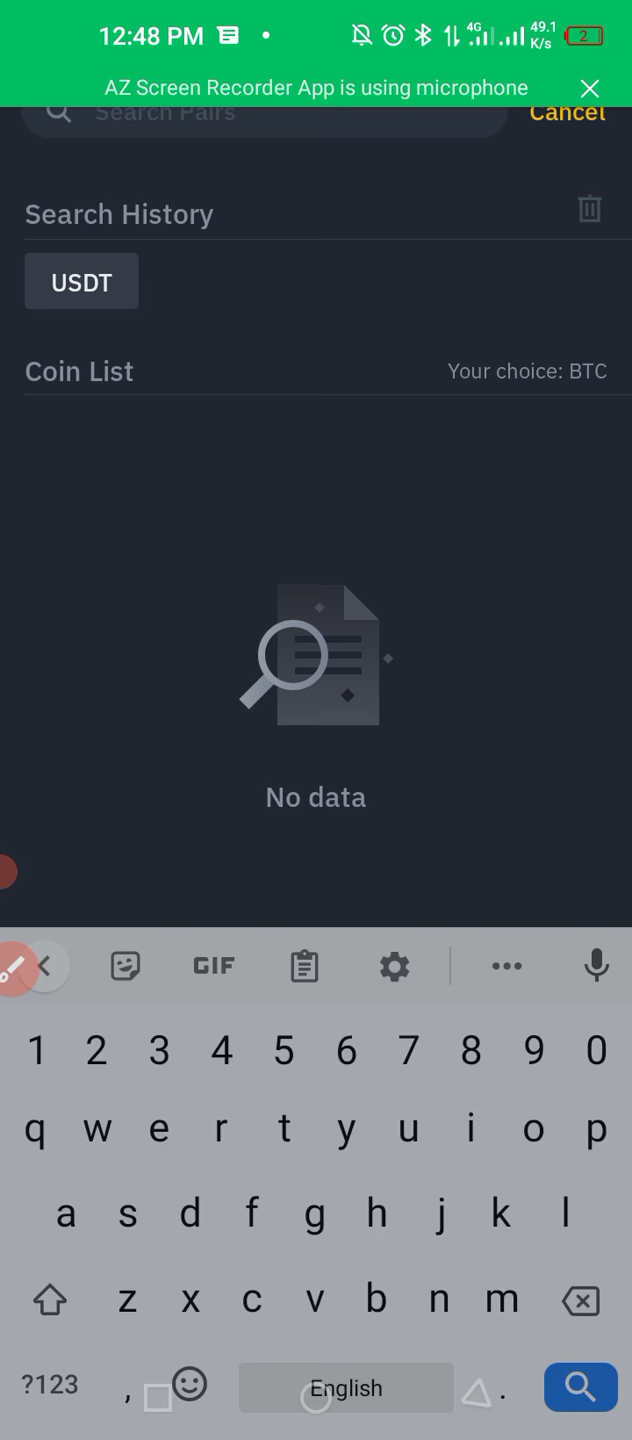 12:48 PM 4G 49.1 K/s 2
AZ Screen Recorder App is using microphone
Search Pairs Cancel
Search History
USDT
Coin List Your choice: BTC
No data
GIF
1 2 3 4 5 6 7 8 9 0
q w e r t y u i o p
a s d f g h j k l
z x c v b n m
?123 , English .